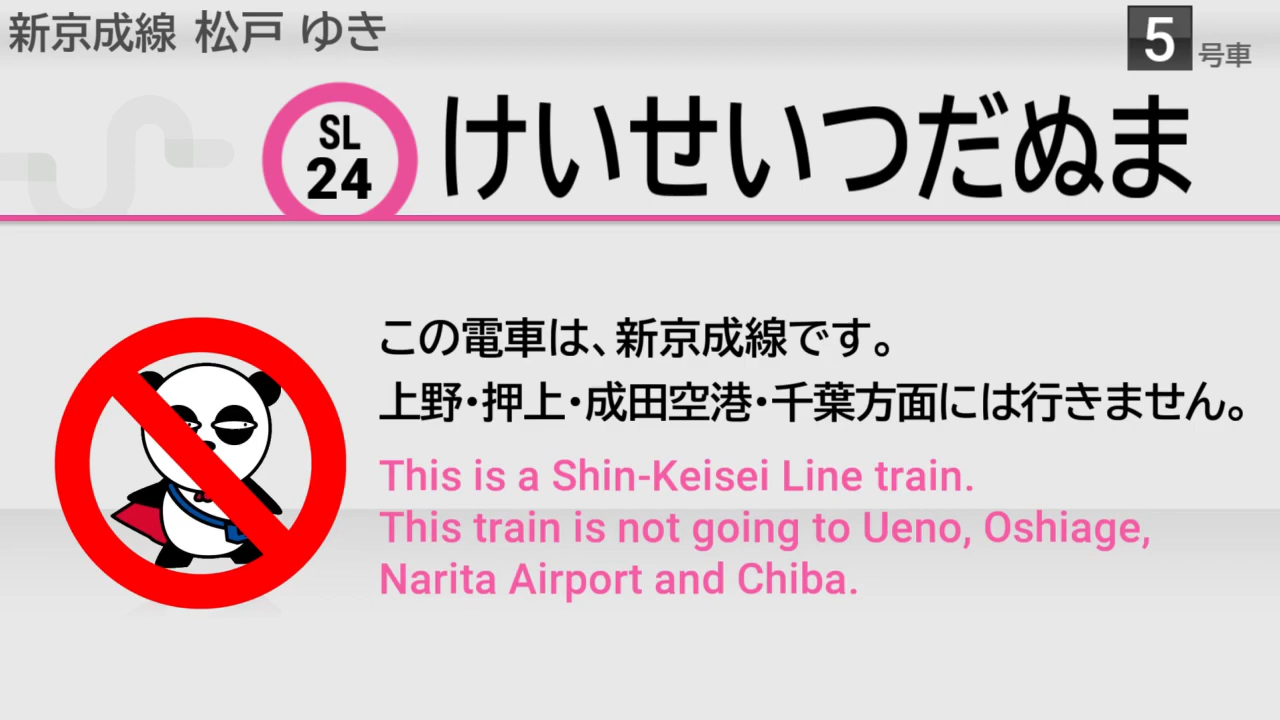 新京成線 松戸 ゆき
5 号車
SL
24
けいせいつだぬま
この電車は、新京成線です。
上野・押上・成田空港・千葉方面には行きません。
This is a Shin-Keisei Line train.
This train is not going to Ueno, Oshiage,
Narita Airport and Chiba.